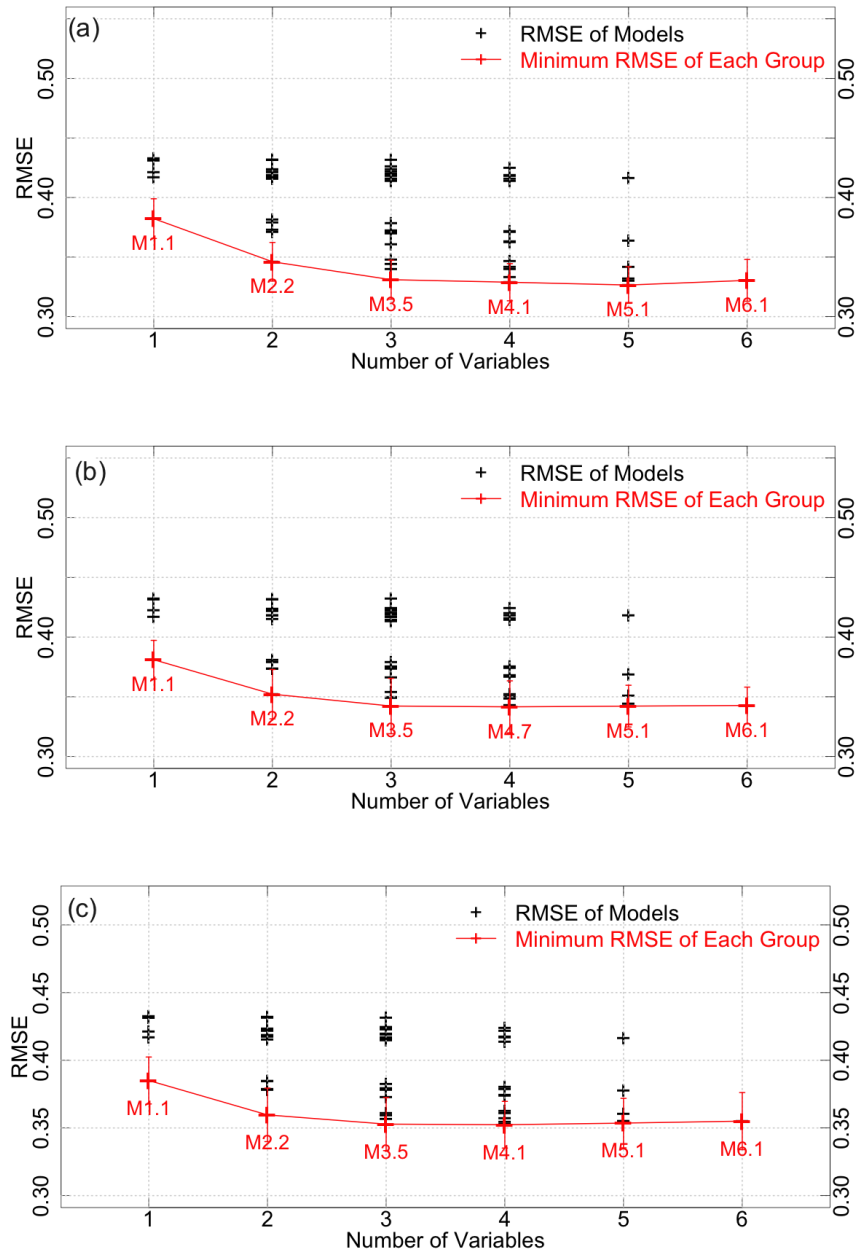 (a)
RMSE of Models
Minimum RMSE of Each Group
0.50
0.50
RMSE
0.40
0.40
M1.1
M2.2
M3.5
M4.1
M5.1
M6.1
0.30
0.30
1 2 3 4 5 6
Number of Variables
(b)
RMSE of Models
Minimum RMSE of Each Group
0.50
0.50
RMSE
0.40
0.40
M1.1
M2.2
M3.5
M4.7
M5.1
M6.1
0.30
0.30
1 2 3 4 5 6
Number of Variables
(c)
RMSE of Models
Minimum RMSE of Each Group
0.50
0.50
0.45
0.45
RMSE
0.40
0.40
M1.1
M2.2
M3.5
M4.1
M5.1
M6.1
0.35
0.35
0.30
0.30
1 2 3 4 5 6
Number of Variables